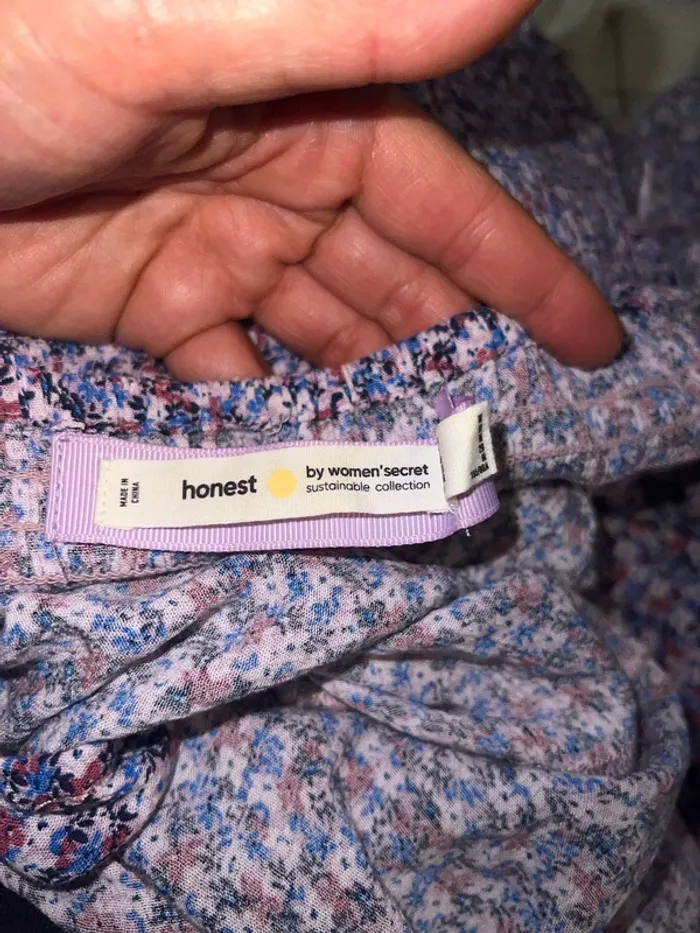 MADE IN
CHINA
honest
by women'secret
sustainable collection